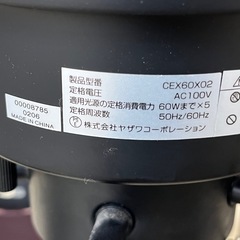 製品型番 CEX60X02
定格電圧 AC100V
適用光源の定格消費電力 60Wまで×5
定格周波数 50Hz/60Hz
株式会社ヤザワコーポレーション
00008785
0206
MADE IN CHINA